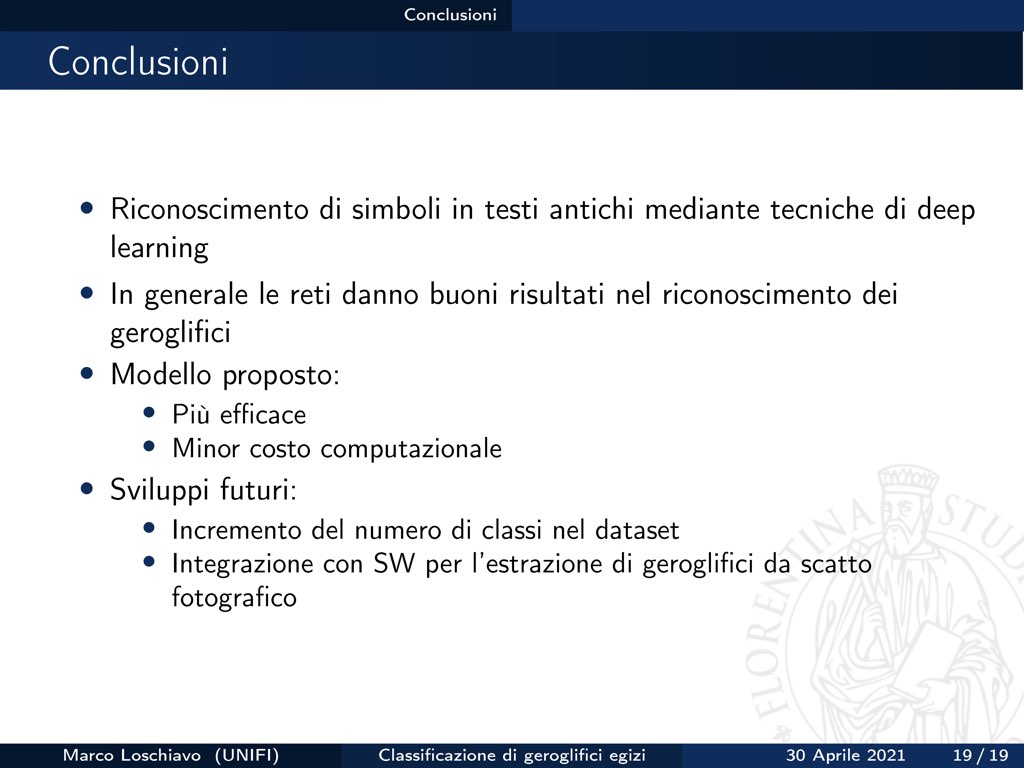 Conclusioni
Conclusioni
• Riconoscimento di simboli in testi antichi mediante tecniche di deep
learning
• In generale le reti danno buoni risultati nel riconoscimento dei
geroglifici
• Modello proposto:
• Più efficace
• Minor costo computazionale
• Sviluppi futuri:
• Incremento del numero di classi nel dataset
• Integrazione con SW per l'estrazione di geroglifici da scatto
fotografico
FLORENTINA STUD
Marco Loschiavo (UNIFI) Classificazione di geroglifici egizi 30 Aprile 2021 19 / 19